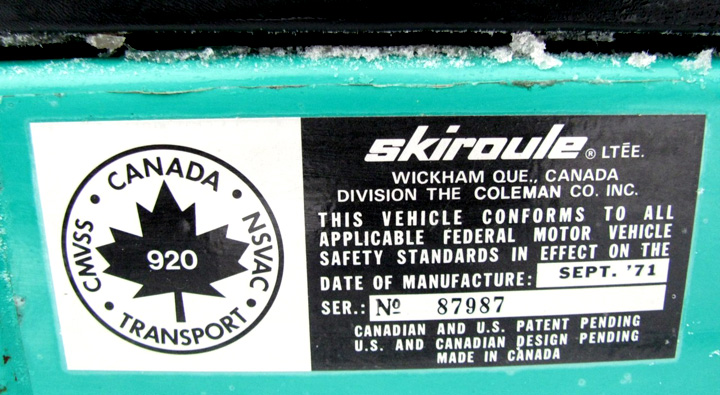 CANADA
CMVSS
920
NSVAC
TRANSPORT
skiroule ® LTÉE.
WICKHAM QUE., CANADA
DIVISION THE COLEMAN CO. INC.
THIS VEHICLE CONFORMS TO ALL
APPLICABLE FEDERAL MOTOR VEHICLE
SAFETY STANDARDS IN EFFECT ON THE
DATE OF MANUFACTURE: SEPT. '71
SER.: Nº 87987
CANADIAN AND U.S. PATENT PENDING
U.S. AND CANADIAN DESIGN PENDING
MADE IN CANADA